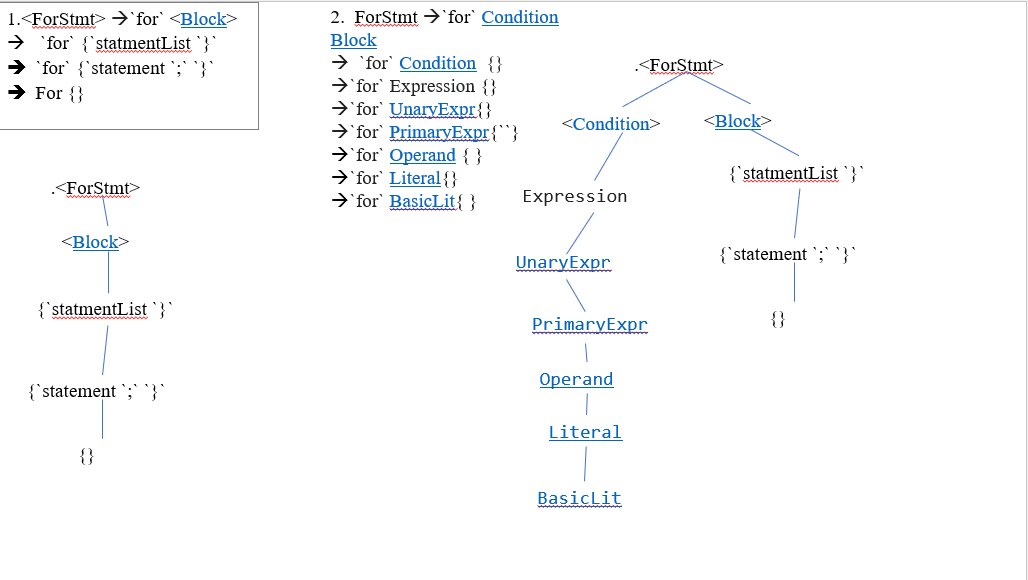 1.<ForStmt> →`for` <Block>
→ `for` {`statmentList `}`
→ `for` {`statement `;` `}`
→ For {}
2. ForStmt →`for` Condition
Block
→ `for` Condition {}
→`for` Expression {}
→`for` UnaryExpr{}
→`for` PrimaryExpr{``}
→`for` Operand { }
→`for` Literal{}
→`for` BasicLit{ }
.<ForStmt>
<Block>
{`statmentList `}`
{`statement `;` `}`
{}
.<ForStmt>
<Condition> <Block>
{`statmentList `}`
Expression
{`statement `;` `}`
UnaryExpr
{}
PrimaryExpr
Operand
Literal
BasicLit